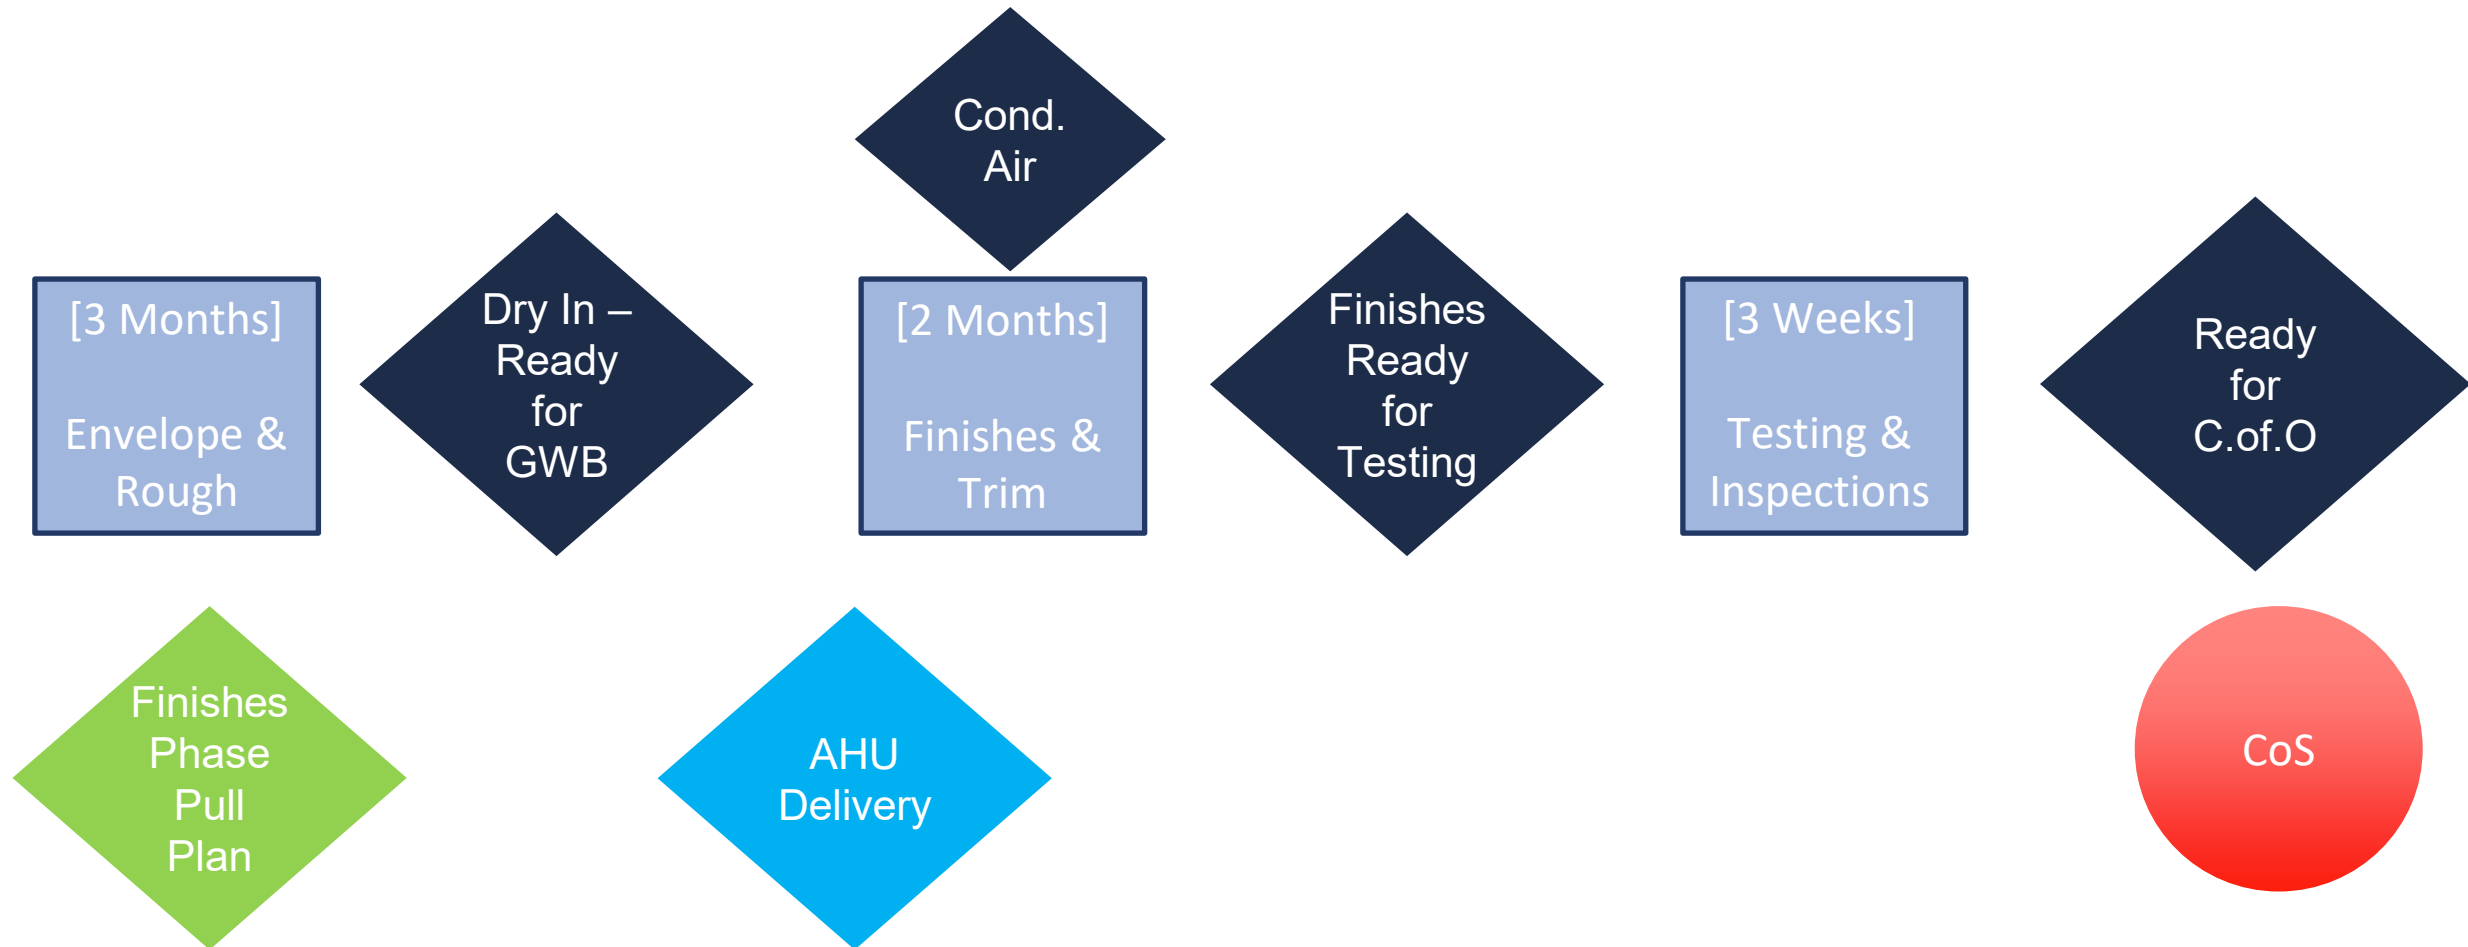 Cond.
Air
[3 Months]
Envelope &
Rough
Dry In –
Ready
for
GWB
[2 Months]
Finishes &
Trim
Finishes
Ready
for
Testing
[3 Weeks]
Testing &
Inspections
Ready
for
C.of.O
Finishes
Phase
Pull
Plan
AHU
Delivery
CoS